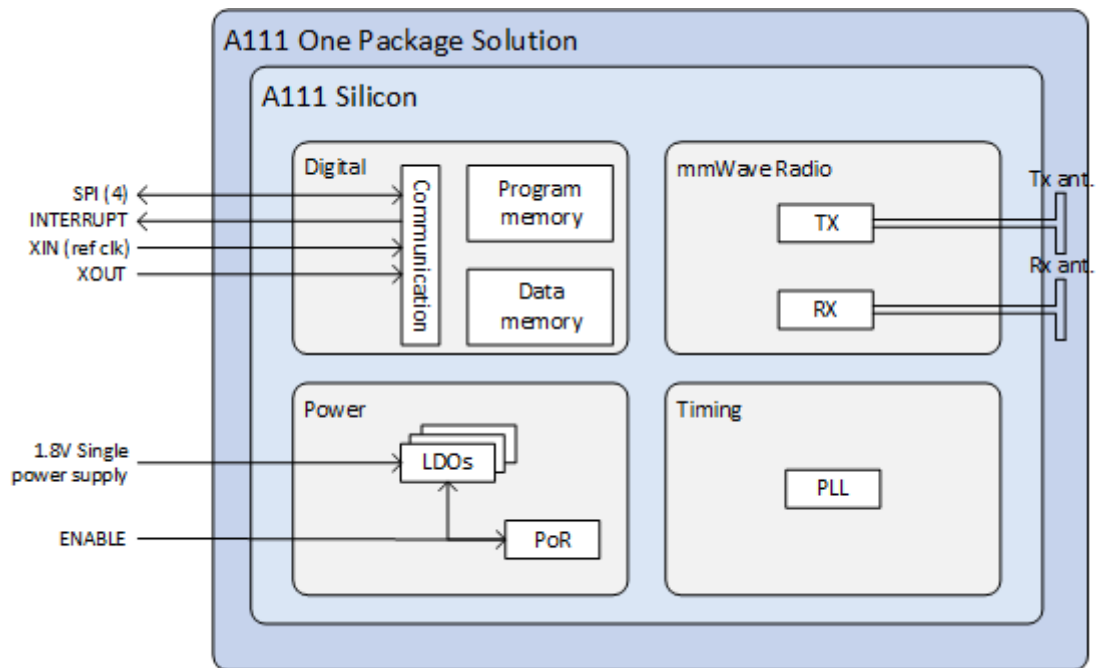 A111 One Package Solution
A111 Silicon
Digital
Communication
Program
memory
Data
memory
mmWave Radio
TX
RX
Tx ant.
Rx ant.
SPI (4)
INTERRUPT
XIN (ref clk)
XOUT
Power
LDOs
PoR
1.8V Single
power supply
ENABLE
Timing
PLL